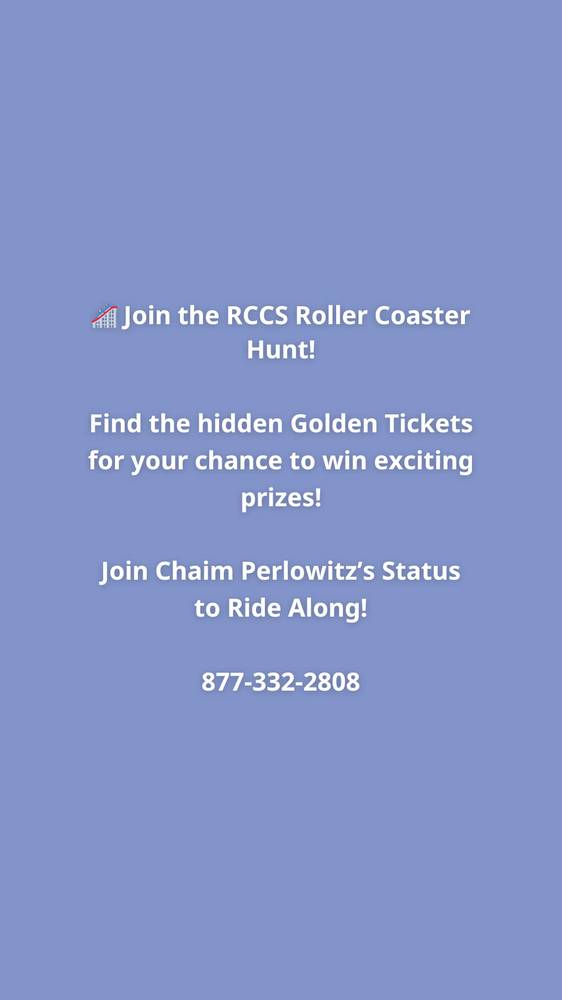 🎢 Join the RCCS Roller Coaster
Hunt!
Find the hidden Golden Tickets
for your chance to win exciting
prizes!
Join Chaim Perlowitz’s Status
to Ride Along!
877-332-2808